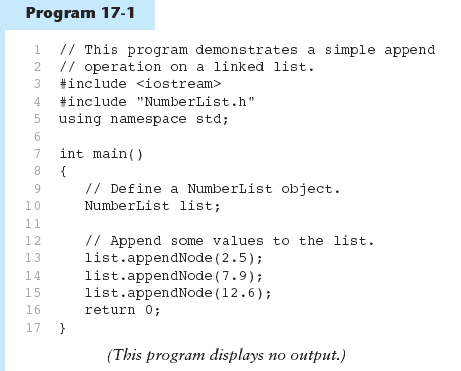 Program 17-1
1 // This program demonstrates a simple append
2 // operation on a linked list.
3 #include <iostream>
4 #include "NumberList.h"
5 using namespace std;
6
7 int main()
8 {
9 // Define a NumberList object.
10 NumberList list;
11
12 // Append some values to the list.
13 list.appendNode(2.5);
14 list.appendNode(7.9);
15 list.appendNode(12.6);
16 return 0;
17 }
(This program displays no output.)